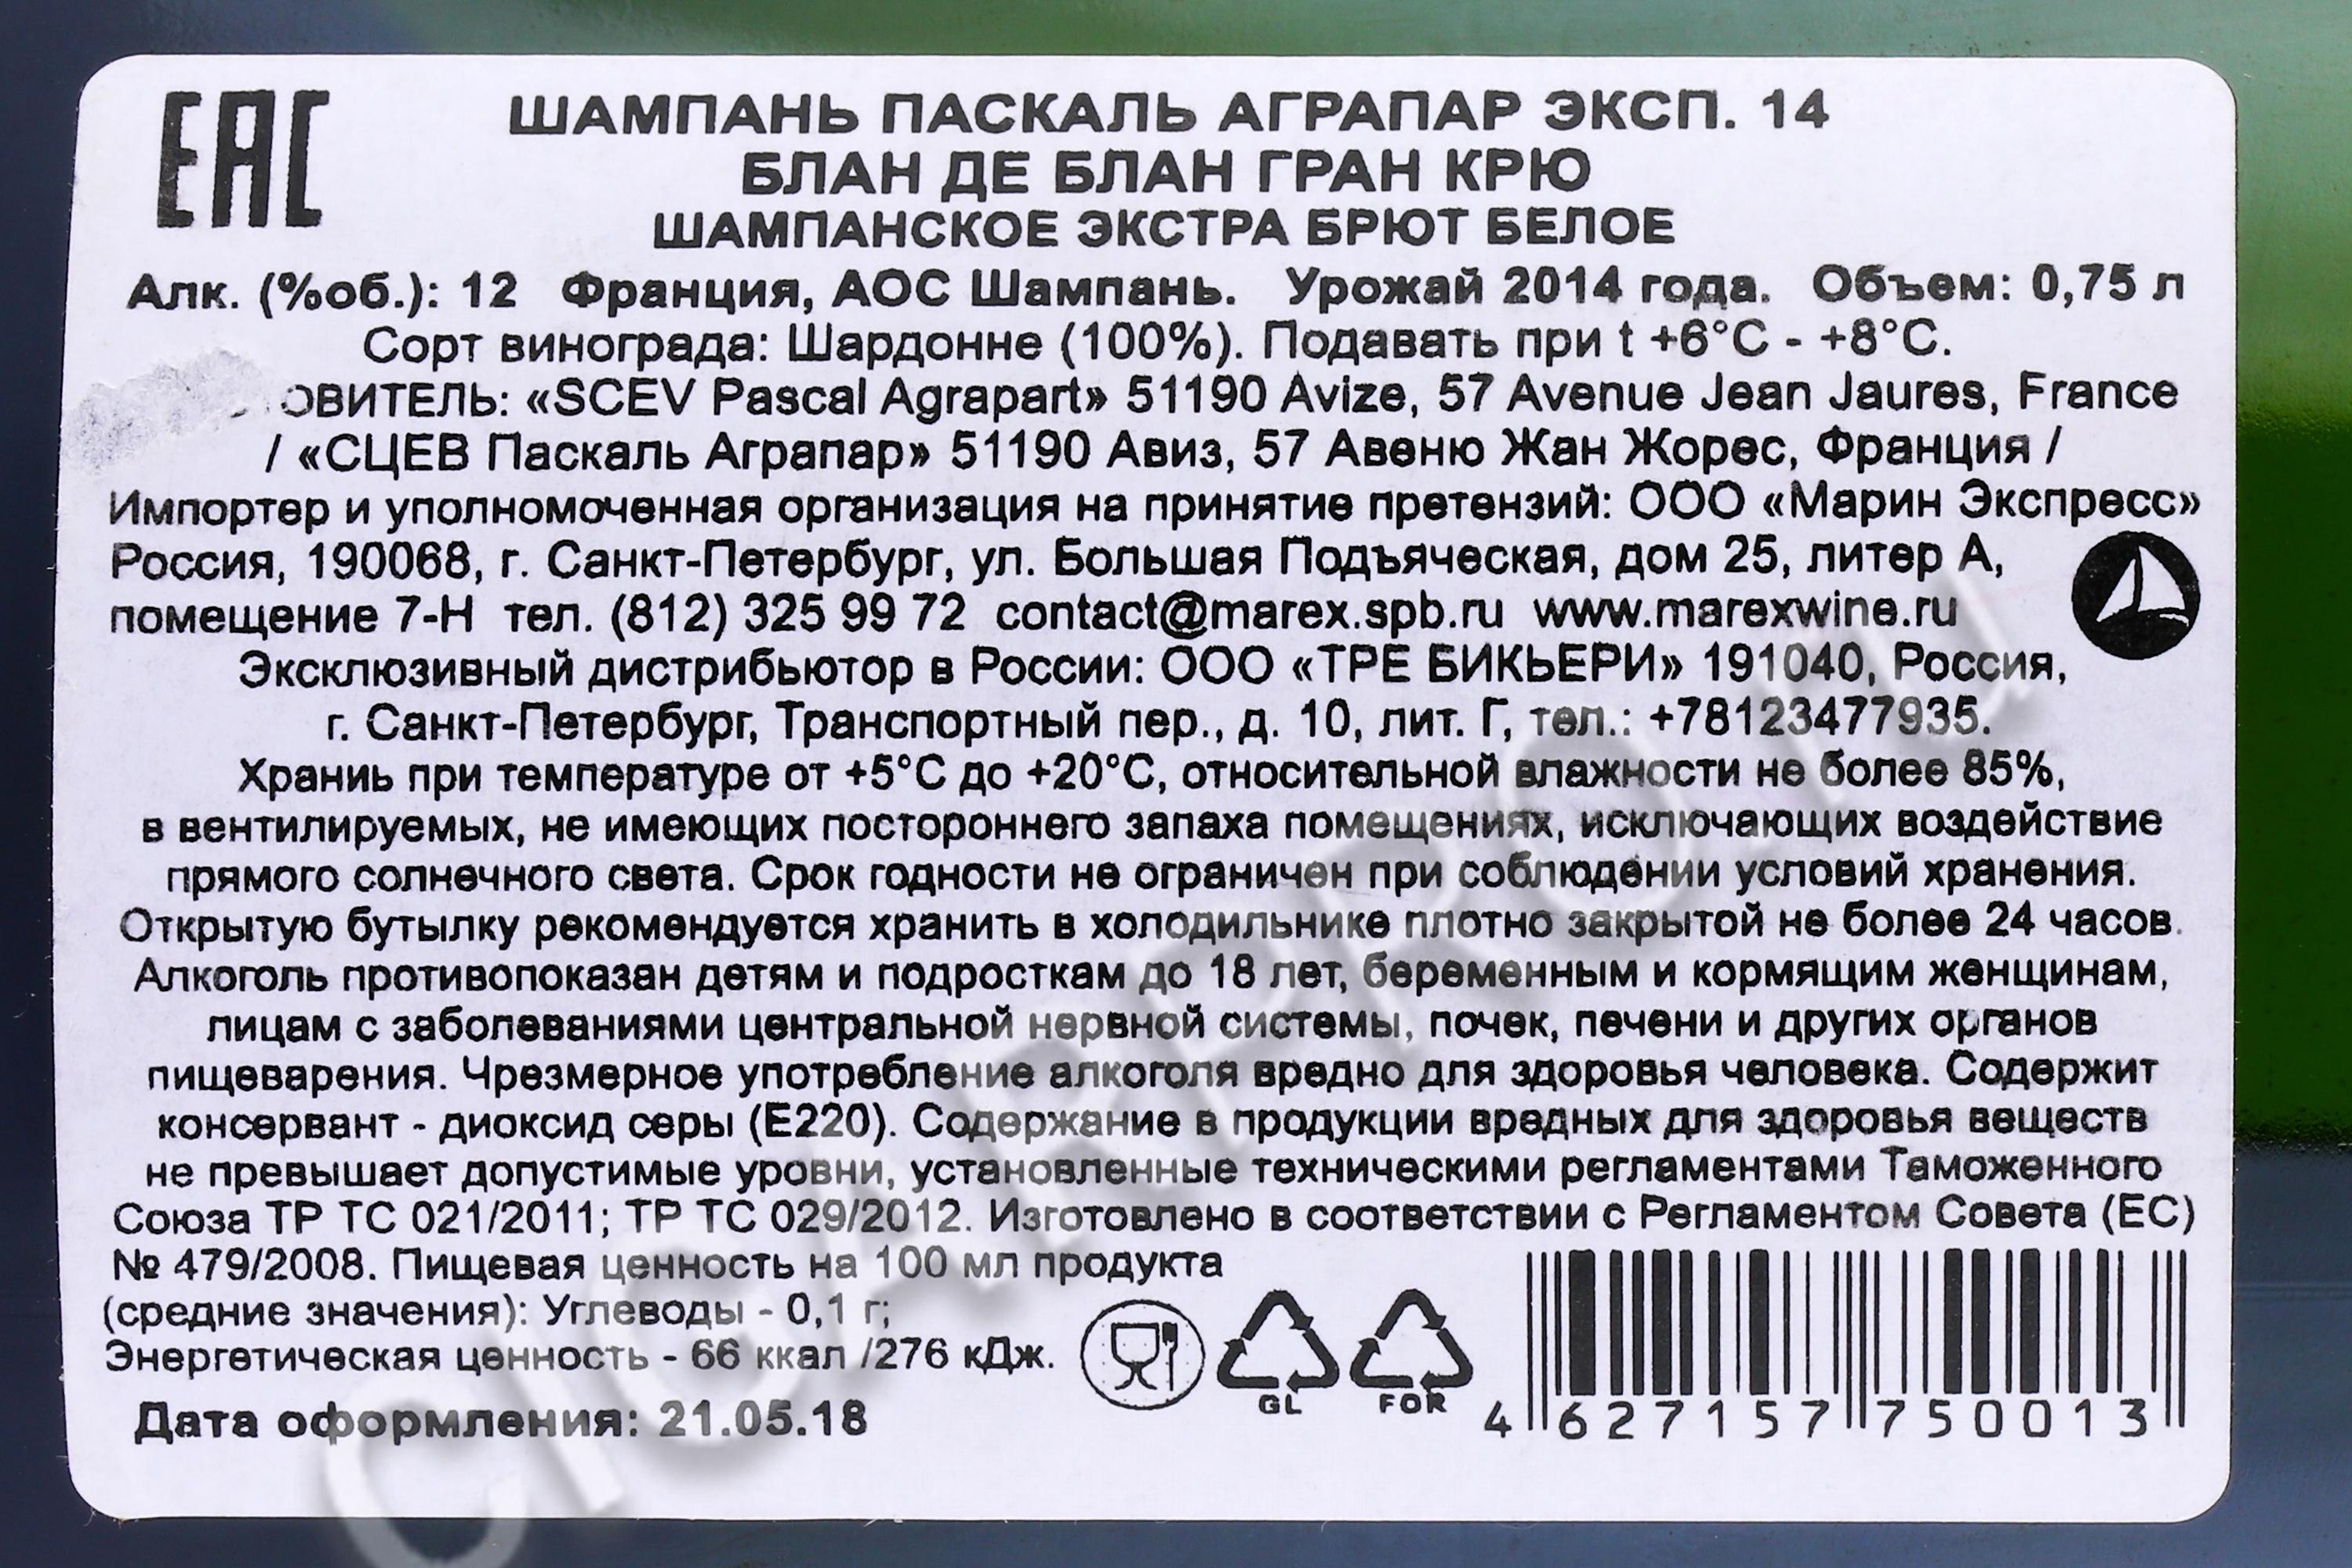 EAC
ШАМПАНЬ ПАСКАЛЬ АГРАПАР ЭКСП. 14
БЛАН ДЕ БЛАН ГРАН КРЮ
ШАМПАНСКОЕ ЭКСТРА БРЮТ БЕЛОЕ
Алк. (%об.): 12 Франция, АОС Шампань. Урожай 2014 года. Объем: 0,75 л
Сорт винограда: Шардонне (100%). Подавать при t +6°С - +8°С.
ОВИТЕЛЬ: «SCEV Pascal Agrapart» 51190 Avize, 57 Avenue Jean Jaures, France
/ «СЦЕВ Паскаль Аграпар» 51190 Авиз, 57 Авеню Жан Жорес, Франция /
Импортер и уполномоченная организация на принятие претензий: ООО «Марин Экспресс»
Россия, 190068, г. Санкт-Петербург, ул. Большая Подъяческая, дом 25, литер А,
помещение 7-Н тел. (812) 325 99 72 contact@marex.spb.ru www.marexwine.ru
Эксклюзивный дистрибьютор в России: ООО «ТРЕ БИКЬЕРИ» 191040, Россия,
г. Санкт-Петербург, Транспортный пер., д. 10, лит. Г, тел.: +78123477935.
Храниь при температуре от +5°С до +20°С, относительной влажности не более 85%,
в вентилируемых, не имеющих постороннего запаха помещениях, исключающих воздействие
прямого солнечного света. Срок годности не ограничен при соблюдении условий хранения.
Открытую бутылку рекомендуется хранить в холодильнике плотно закрытой не более 24 часов.
Алкоголь противопоказан детям и подросткам до 18 лет, беременным и кормящим женщинам,
лицам с заболеваниями центральной нервной системы, почек, печени и других органов
пищеварения. Чрезмерное употребление алкоголя вредно для здоровья человека. Содержит
консервант - диоксид серы (Е220). Содержание в продукции вредных для здоровья веществ
не превышает допустимые уровни, установленные техническими регламентами Таможенного
Союза ТР ТС 021/2011; ТР ТС 029/2012. Изготовлено в соответствии с Регламентом Совета (ЕС)
№ 479/2008. Пищевая ценность на 100 мл продукта
(средние значения): Углеводы - 0,1 г;
Энергетическая ценность - 66 ккал /276 кДж.
Дата оформления: 21.05.18
GL
FOR
4 627157 750013
CIGARPRO.RU